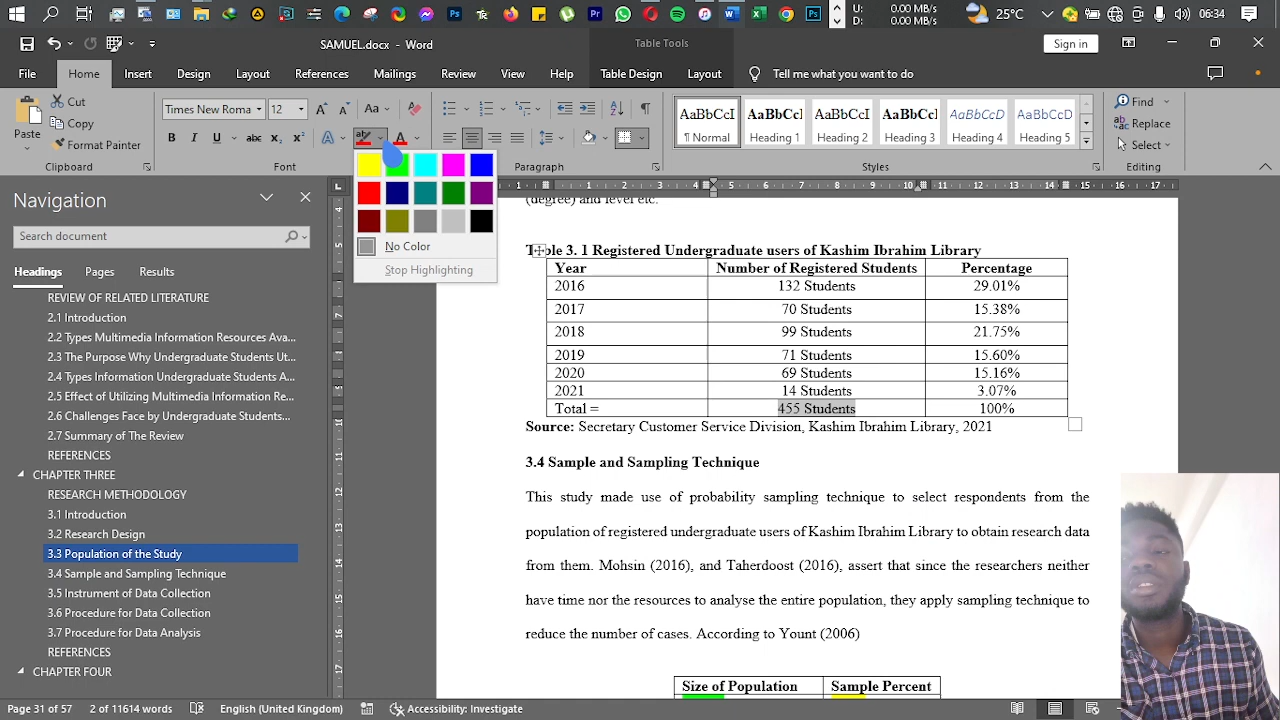 U: 0.00 MB/s
D: 0.00 MB/s
25°C
06:34
SAMUEL.docx - Word
Table Tools
Sign in
File Home Insert Design Layout References Mailings Review View Help Table Design Layout Tell me what you want to do
Paste
Cut
Copy
Format Painter
Clipboard
Times New Roma 12
Font
Paragraph
AaBbCcI AaBbCcI AaBbCcI AaBbCcI AaBbCcD AaBbCcD
¶ Normal Heading 1 Heading 2 Heading 3 Heading 4 Heading 5
Styles
Find
Replace
Select
Editing
No Color
Stop Highlighting
Navigation
Search document
Headings Pages Results
REVIEW OF RELATED LITERATURE
2.1 Introduction
2.2 Types Multimedia Information Resources Ava...
2.3 The Purpose Why Undergraduate Students Ut...
2.4 Types Information Undergraduate Students A...
2.5 Effect of Utilizing Multimedia Information Re...
2.6 Challenges Face by Undergraduate Students...
2.7 Summary of The Review
REFERENCES
CHAPTER THREE
RESEARCH METHODOLOGY
3.1 Introduction
3.2 Research Design
3.3 Population of the Study
3.4 Sample and Sampling Technique
3.5 Instrument of Data Collection
3.6 Procedure for Data Collection
3.7 Procedure for Data Analysis
REFERENCES
CHAPTER FOUR
(degree) and level etc.
Table 3. 1 Registered Undergraduate users of Kashim Ibrahim Library
Year Number of Registered Students Percentage
2016 132 Students 29.01%
2017 70 Students 15.38%
2018 99 Students 21.75%
2019 71 Students 15.60%
2020 69 Students 15.16%
2021 14 Students 3.07%
Total = 455 Students 100%
Source: Secretary Customer Service Division, Kashim Ibrahim Library, 2021
3.4 Sample and Sampling Technique
This study made use of probability sampling technique to select respondents from the
population of registered undergraduate users of Kashim Ibrahim Library to obtain research data
from them. Mohsin (2016), and Taherdoost (2016), assert that since the researchers neither
have time nor the resources to analyse the entire population, they apply sampling technique to
reduce the number of cases. According to Yount (2006)
Size of Population Sample Percent
Page 31 of 57 2 of 11614 words English (United Kingdom) Accessibility: Investigate